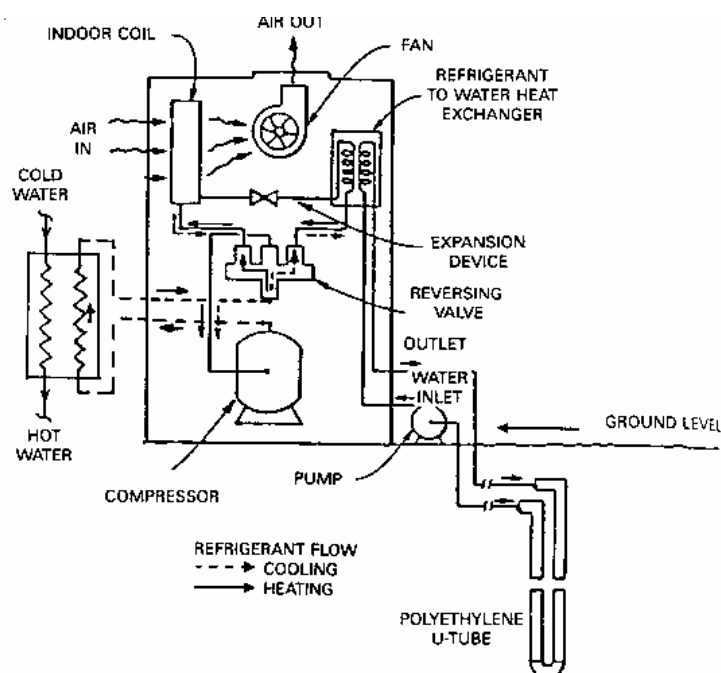 AIR OUT
INDOOR COIL
FAN
REFRIGERANT
TO WATER HEAT
EXCHANGER
AIR
IN
COLD
WATER
EXPANSION
DEVICE
REVERSING
VALVE
OUTLET
WATER
INLET
GROUND LEVEL
HOT
WATER
PUMP
COMPRESSOR
REFRIGERANT FLOW
COOLING
HEATING
POLYETHYLENE
U-TUBE